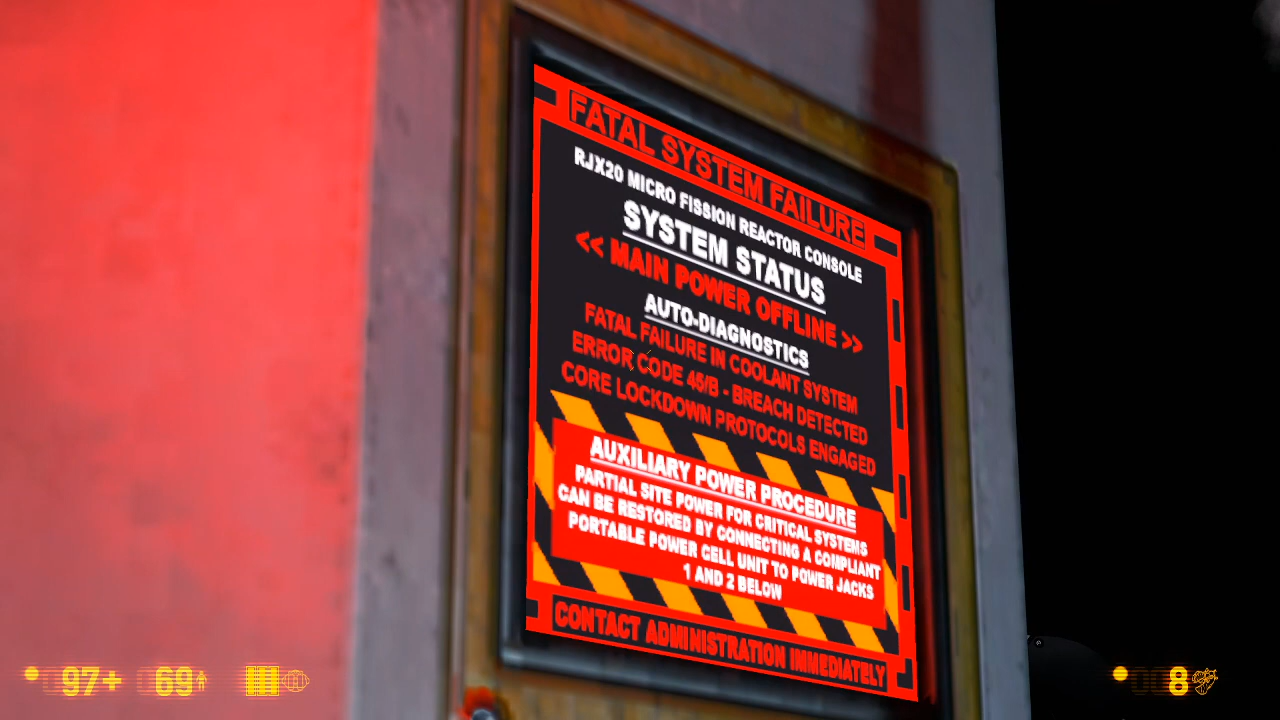 FATAL SYSTEM FAILURE
RJX20 MICRO FISSION REACTOR CONSOLE
SYSTEM STATUS
<< MAIN POWER OFFLINE >>
AUTO-DIAGNOSTICS
FATAL FAILURE IN COOLANT SYSTEM
ERROR CODE 45/B - BREACH DETECTED
CORE LOCKDOWN PROTOCOLS ENGAGED
AUXILIARY POWER PROCEDURE
PARTIAL SITE POWER FOR CRITICAL SYSTEMS
CAN BE RESTORED BY CONNECTING A COMPLIANT
PORTABLE POWER CELL UNIT TO POWER JACKS
1 AND 2 BELOW
CONTACT ADMINISTRATION IMMEDIATELY
97+ 69
8